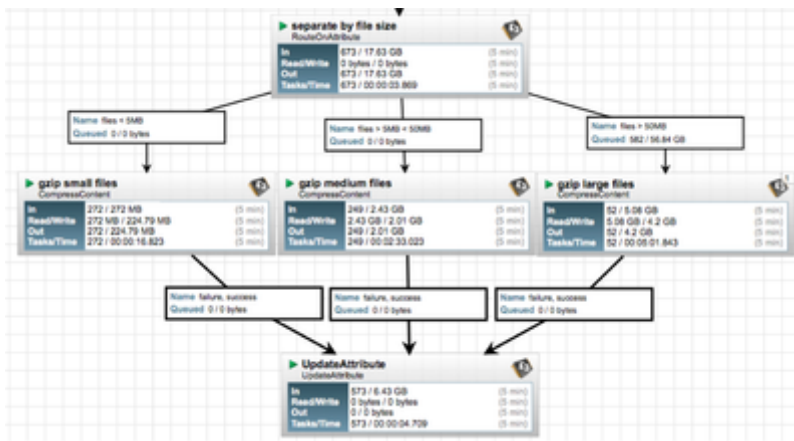 separate by file size
RouteOnAttribute
In 673 / 17.63 GB (5 min)
Read/Write 0 bytes / 0 bytes (5 min)
Out 673 / 17.63 GB (5 min)
Tasks/Time 673 / 00:00:03.869 (5 min)
Name files < 5MB
Queued 0 / 0 bytes
Name files > 5MB < 50MB
Queued 0 / 0 bytes
Name files > 50MB
Queued 582 / 56.84 GB
gzip small files
CompressContent
In 272 / 272 MB (5 min)
Read/Write 272 MB / 224.79 MB (5 min)
Out 272 / 224.79 MB (5 min)
Tasks/Time 272 / 00:00:16.823 (5 min)
gzip medium files
CompressContent
In 249 / 2.43 GB (5 min)
Read/Write 2.43 GB / 2.01 GB (5 min)
Out 249 / 2.01 GB (5 min)
Tasks/Time 249 / 00:02:33.023 (5 min)
gzip large files
CompressContent
1
In 52 / 5.08 GB (5 min)
Read/Write 5.08 GB / 4.2 GB (5 min)
Out 52 / 4.2 GB (5 min)
Tasks/Time 52 / 00:05:01.843 (5 min)
Name failure, success
Queued 0 / 0 bytes
Name failure, success
Queued 0 / 0 bytes
Name failure, success
Queued 0 / 0 bytes
UpdateAttribute
UpdateAttribute
In 573 / 6.43 GB (5 min)
Read/Write 0 bytes / 0 bytes (5 min)
Out 0 / 0 bytes (5 min)
Tasks/Time 573 / 00:00:04.709 (5 min)